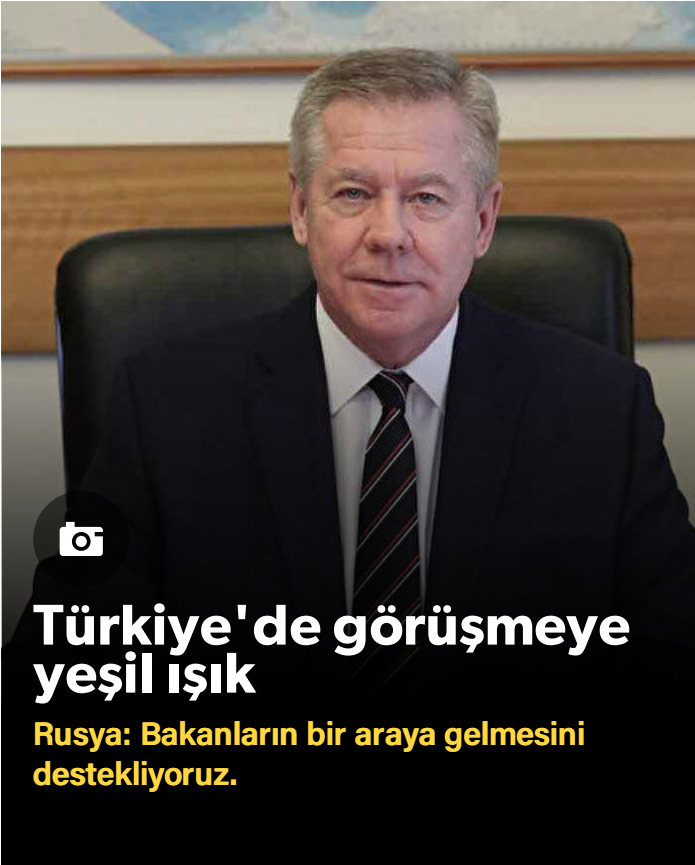 Türkiye'de görüşmeye
yeşil ışık
Rusya: Bakanların bir araya gelmesini
destekliyoruz.